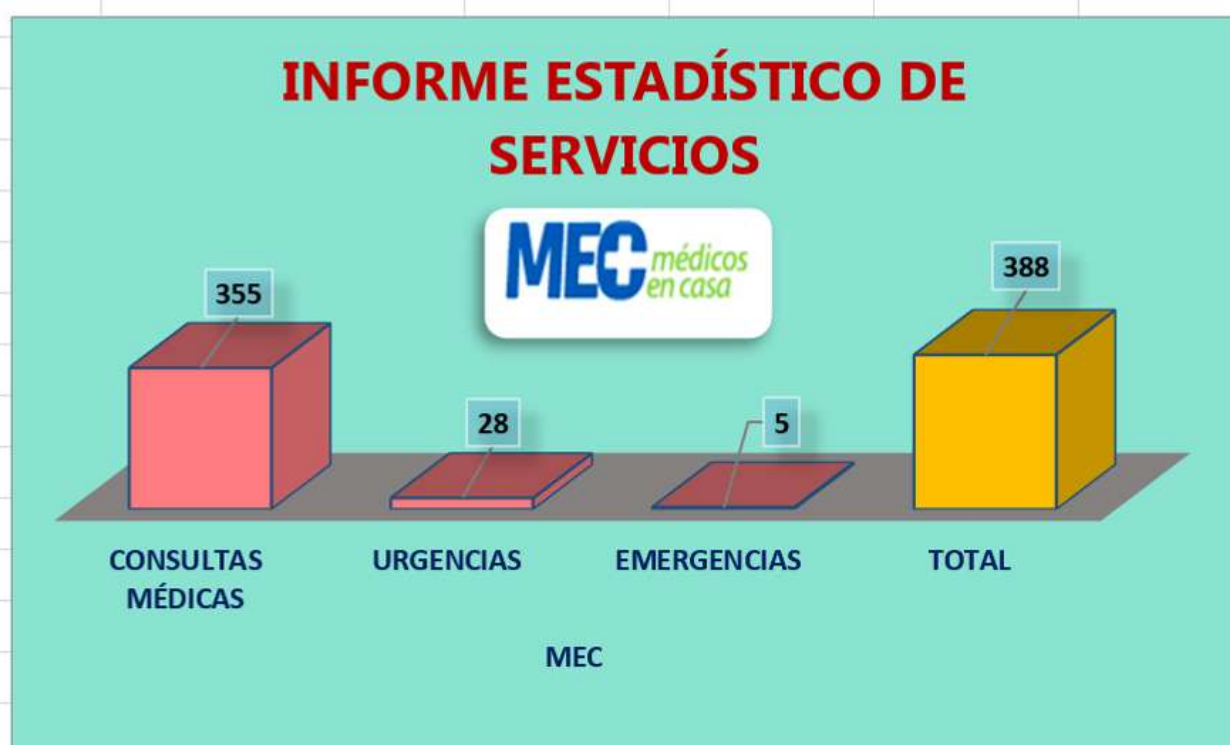 INFORME ESTADÍSTICO DE
SERVICIOS
MEC médicos
en casa
355
28
5
388
CONSULTAS
MÉDICAS
URGENCIAS
EMERGENCIAS
TOTAL
MEC